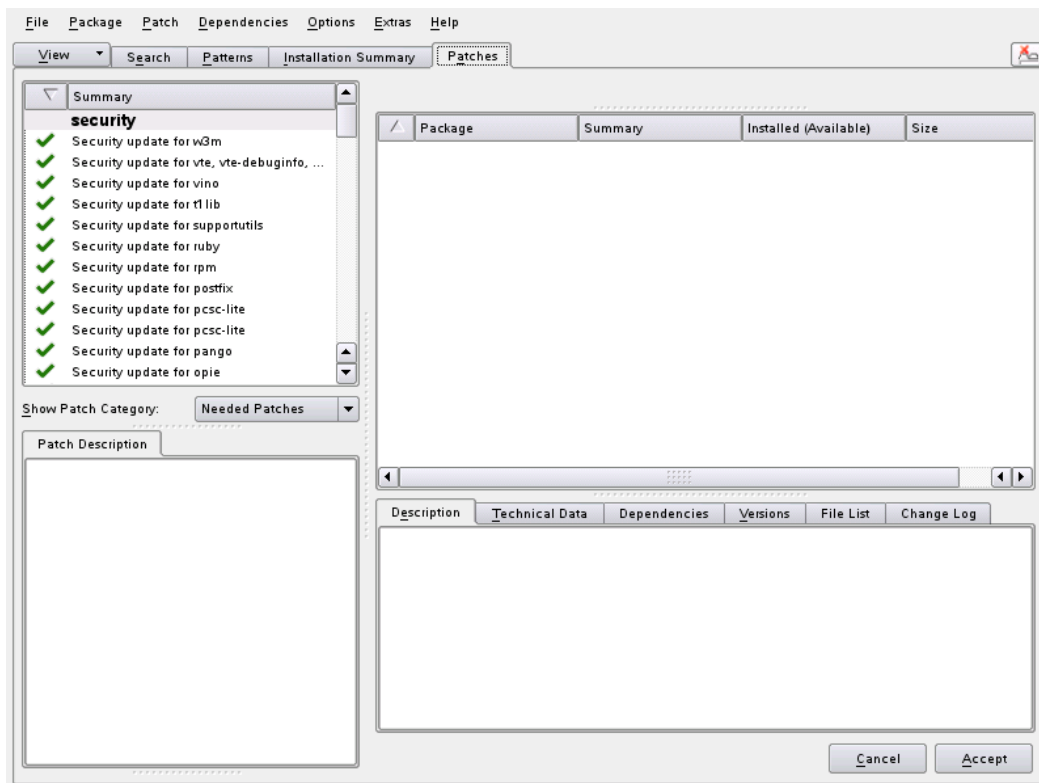 File Package Patch Dependencies Options Extras Help
View Search Patterns Installation Summary Patches
Summary
security
Security update for w3m
Security update for vte, vte-debuginfo, ...
Security update for vino
Security update for t1lib
Security update for supportutils
Security update for ruby
Security update for rpm
Security update for postfix
Security update for pcsc-lite
Security update for pcsc-lite
Security update for pango
Security update for opie
Show Patch Category: Needed Patches
Patch Description
Package Summary Installed (Available) Size
Description Technical Data Dependencies Versions File List Change Log
Cancel Accept